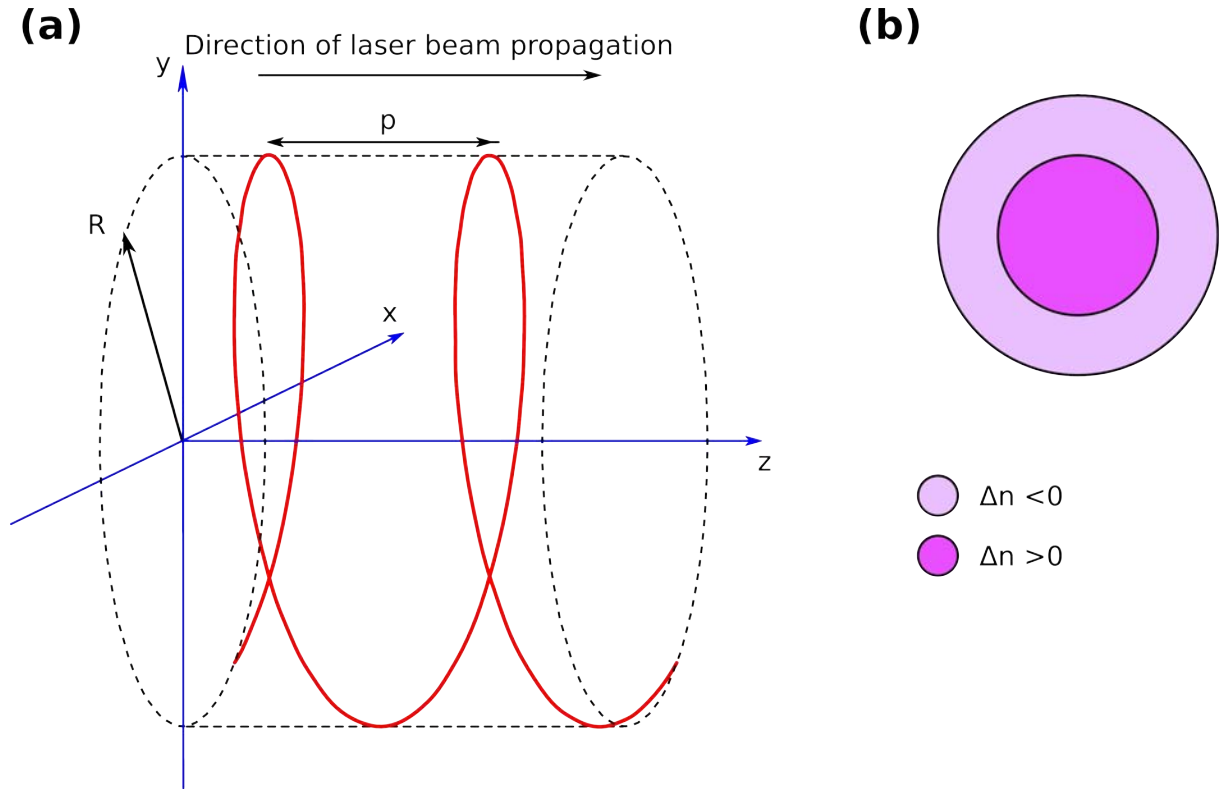 (a)
Direction of laser beam propagation
y
p
R
x
z
(b)
Δn <0
Δn >0